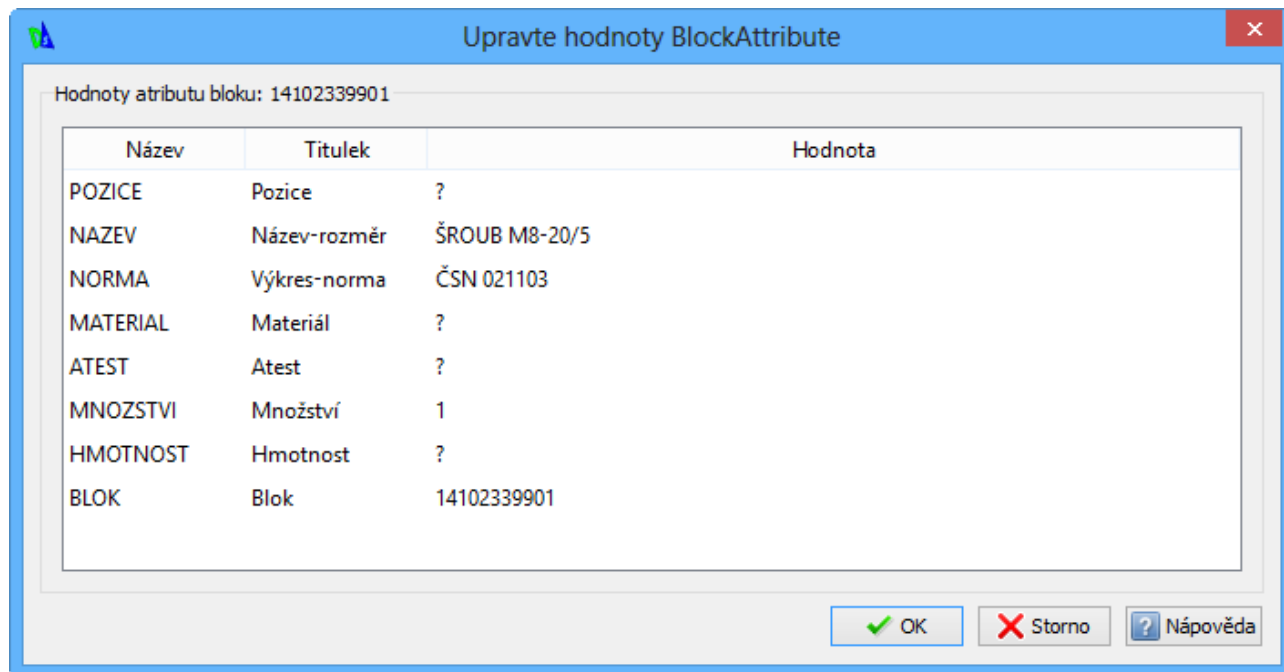 Upravte hodnoty BlockAttribute
Hodnoty atributu bloku: 14102339901
Název Titulek Hodnota
POZICE Pozice ?
NAZEV Název-rozměr ŠROUB M8-20/5
NORMA Výkres-norma ČSN 021103
MATERIAL Materiál ?
ATEST Atest ?
MNOZSTVI Množství 1
HMOTNOST Hmotnost ?
BLOK Blok 14102339901
OK Storno Nápověda